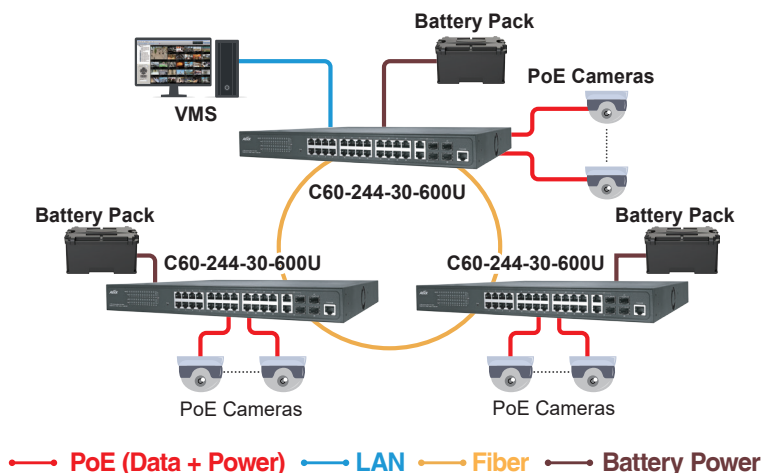 Battery Pack
PoE Cameras
VMS
C60-244-30-600U
Battery Pack
Battery Pack
C60-244-30-600U
C60-244-30-600U
PoE Cameras
PoE Cameras
PoE (Data + Power)
LAN
Fiber
Battery Power